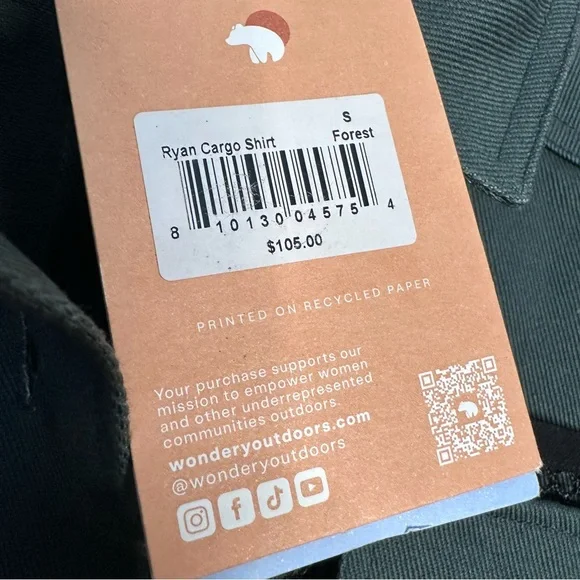 S
Ryan Cargo Shirt Forest
8 10130 04575 4
$105.00
PRINTED ON RECYCLED PAPER
Your purchase supports our
mission to empower women
and other underrepresented
communities outdoors.
wonderyoutdoors.com
@wonderyoutdoors